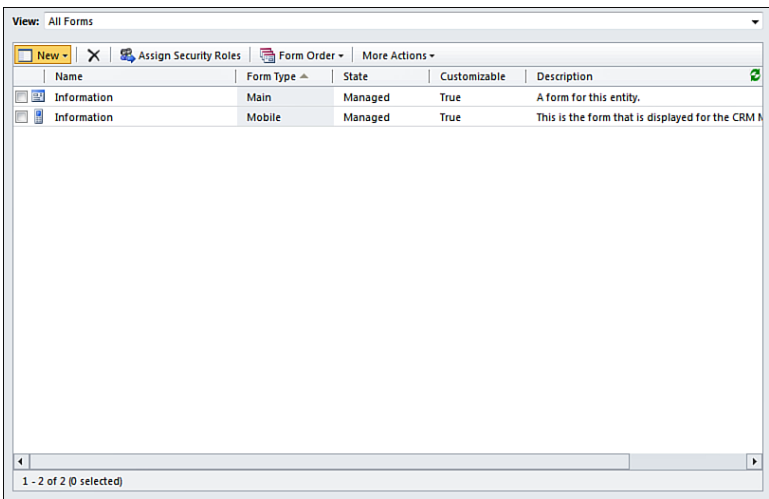 View: All Forms
New Assign Security Roles Form Order More Actions
Name Form Type State Customizable Description
Information Main Managed True A form for this entity.
Information Mobile Managed True This is the form that is displayed for the CRM
1 - 2 of 2 (0 selected)